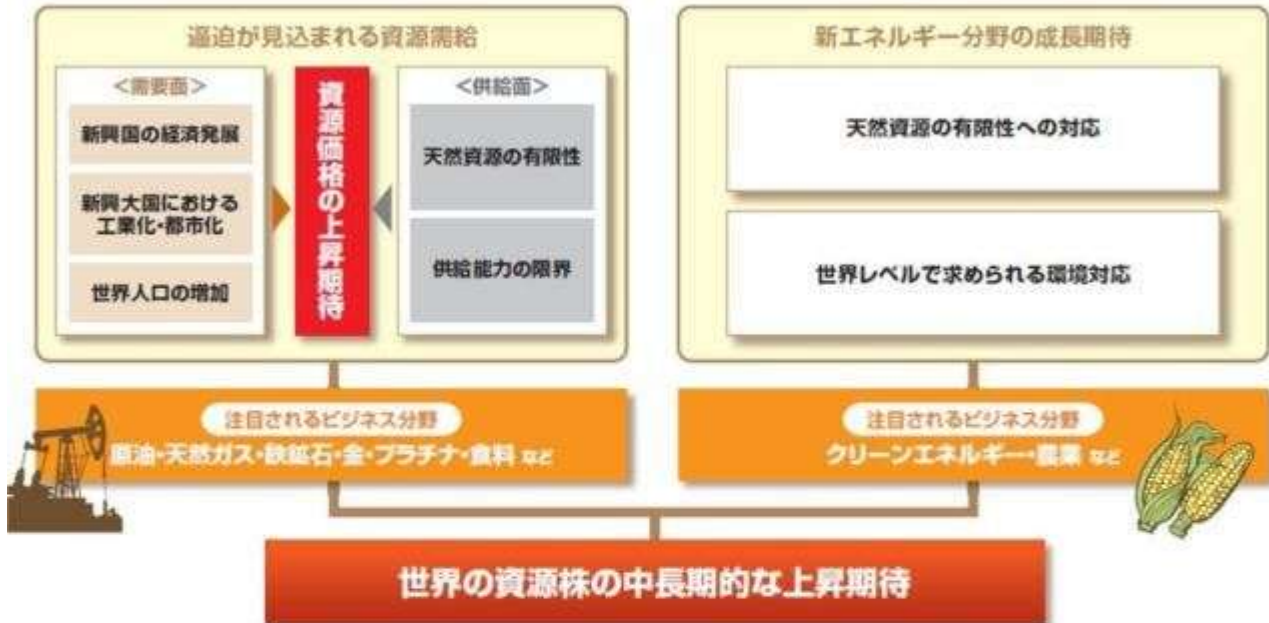 逼迫が見込まれる資源需給
＜需要面＞
新興国の経済発展
新興大国における
工業化・都市化
世界人口の増加
資源価格の上昇期待
＜供給面＞
天然資源の有限性
供給能力の限界
注目されるビジネス分野
原油・天然ガス・鉄鉱石・金・プラチナ・食料 など
新エネルギー分野の成長期待
天然資源の有限性への対応
世界レベルで求められる環境対応
注目されるビジネス分野
クリーンエネルギー・農業 など
世界の資源株の中長期的な上昇期待